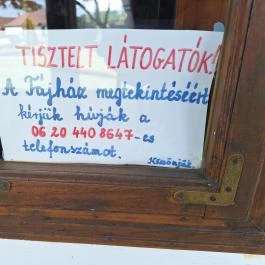 TISZTELT LÁTOGATÓK!
A Tájház megtekintéséért
kérjük hívják a
06 20 440 8647-es
telefonszámot.
Köszönjük.